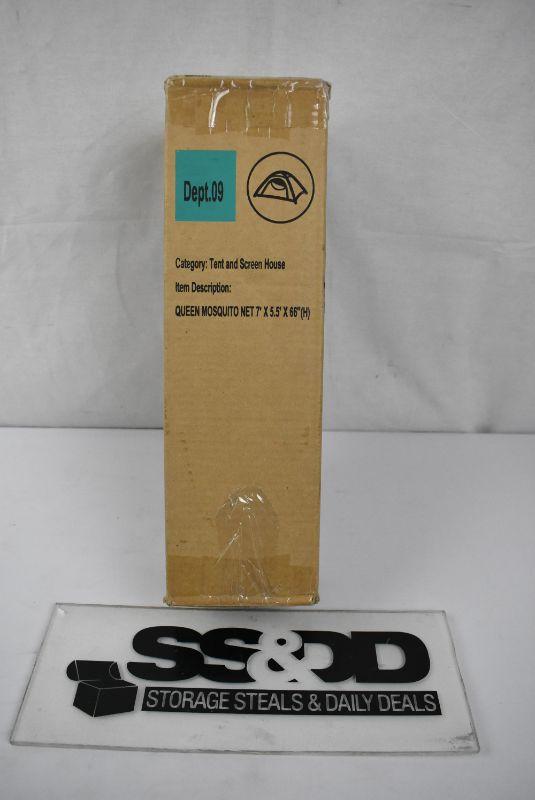 Dept.09
Category: Tent and Screen House
Item Description:
QUEEN MOSQUITO NET 7' X 5.5' X 66"(H)
SS&DD
STORAGE STEALS & DAILY DEALS